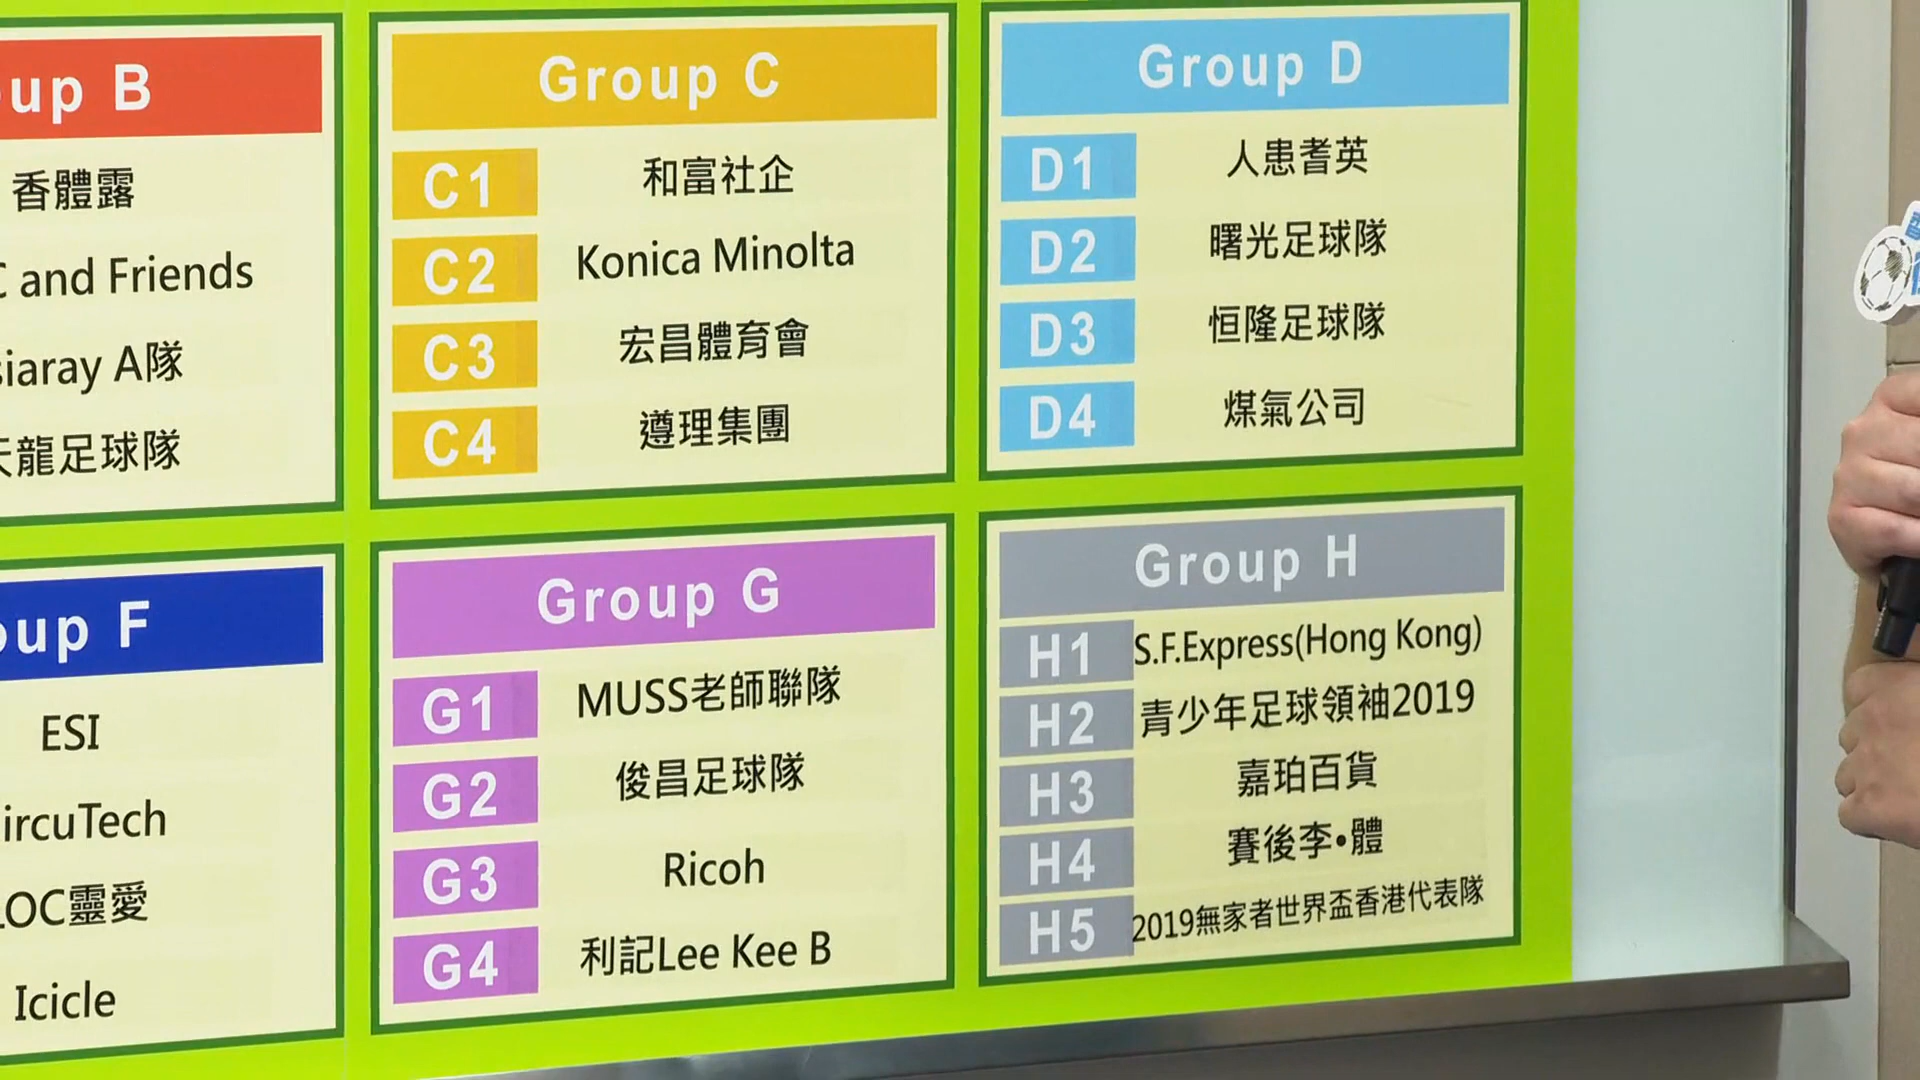 up B
香體露
C and Friends
siaray A隊
天龍足球隊
Group C
C1 和富社企
C2 Konica Minolta
C3 宏昌體育會
C4 遵理集團
Group D
D1 人患耆英
D2 曙光足球隊
D3 恒隆足球隊
D4 煤氣公司
oup F
ESI
ircuTech
LOC靈愛
Icicle
Group G
G1 MUSS老師聯隊
G2 俊昌足球隊
G3 Ricoh
G4 利記Lee Kee B
Group H
H1 S.F.Express(Hong Kong)
H2 青少年足球領袖2019
H3 嘉珀百貨
H4 賽後李•體
H5 2019無家者世界盃香港代表隊